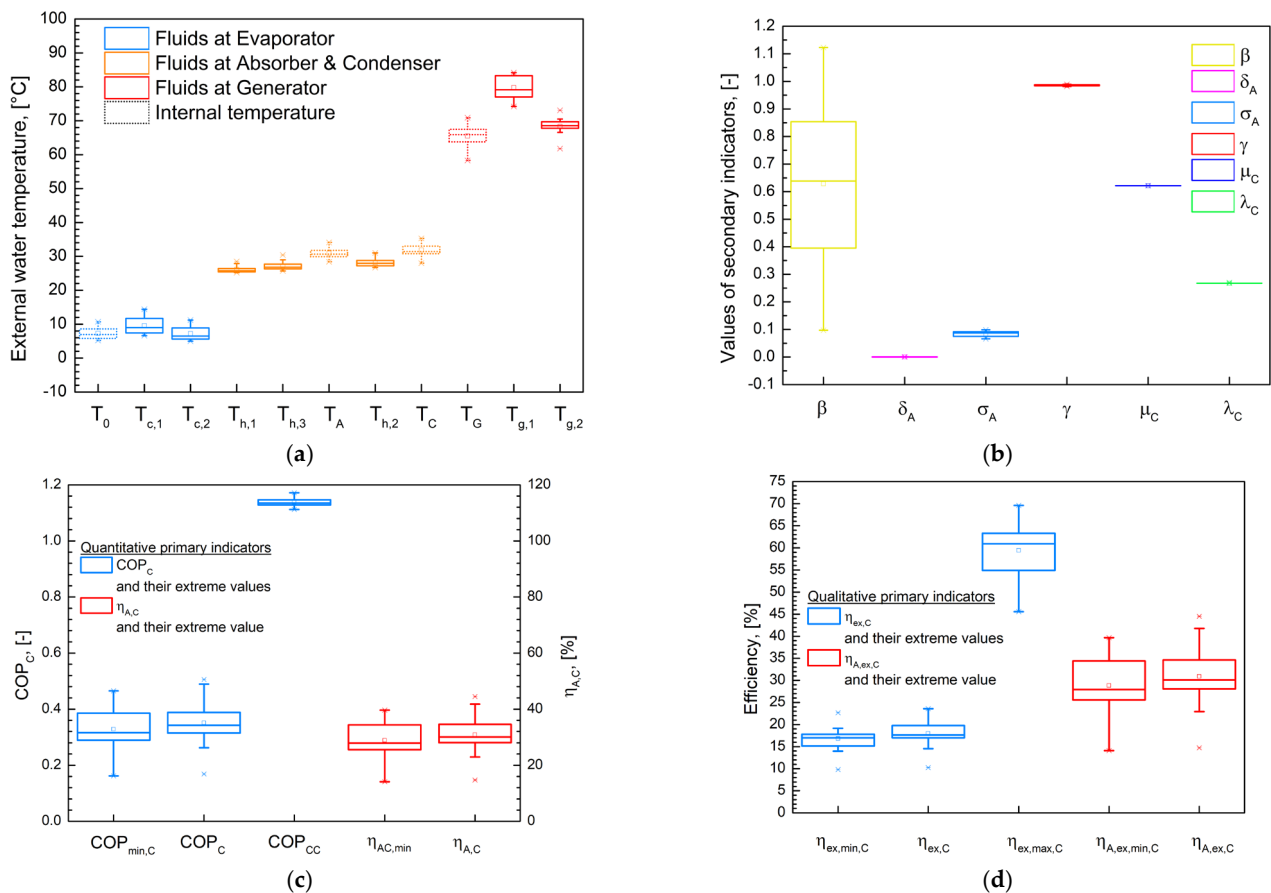 100
90
80
70
60
50
40
30
20
10
0
-10
External water temperature, [°C]
Fluids at Evaporator
Fluids at Absorber & Condenser
Fluids at Generator
Internal temperature
T0 Tc,1 Tc,2 Th,1 Th,3 TA Th,2 TC TG Tg,1 Tg,2
(a)
1.2
1.1
1.0
0.9
0.8
0.7
0.6
0.5
0.4
0.3
0.2
0.1
0.0
-0.1
Values of secondary indicators, [-]
β
δA
σA
γ
μC
λC
β δA σA γ μC λC
(b)
1.2
1.0
0.8
0.6
0.4
0.2
0.0
COPC, [-]
120
100
80
60
40
20
0
ηA,C, [%]
Quantitative primary indicators
COPC
and their extreme values
ηA,C
and their extreme value
COPmin,C COPC COPCC ηAC,min ηA,C
(c)
75
70
65
60
55
50
45
40
35
30
25
20
15
10
5
0
Efficiency, [%]
Qualitative primary indicators
ηex,C
and their extreme values
ηA,ex,C
and their extreme value
ηex,min,C ηex,C ηex,max,C ηA,ex,min,C ηA,ex,C
(d)